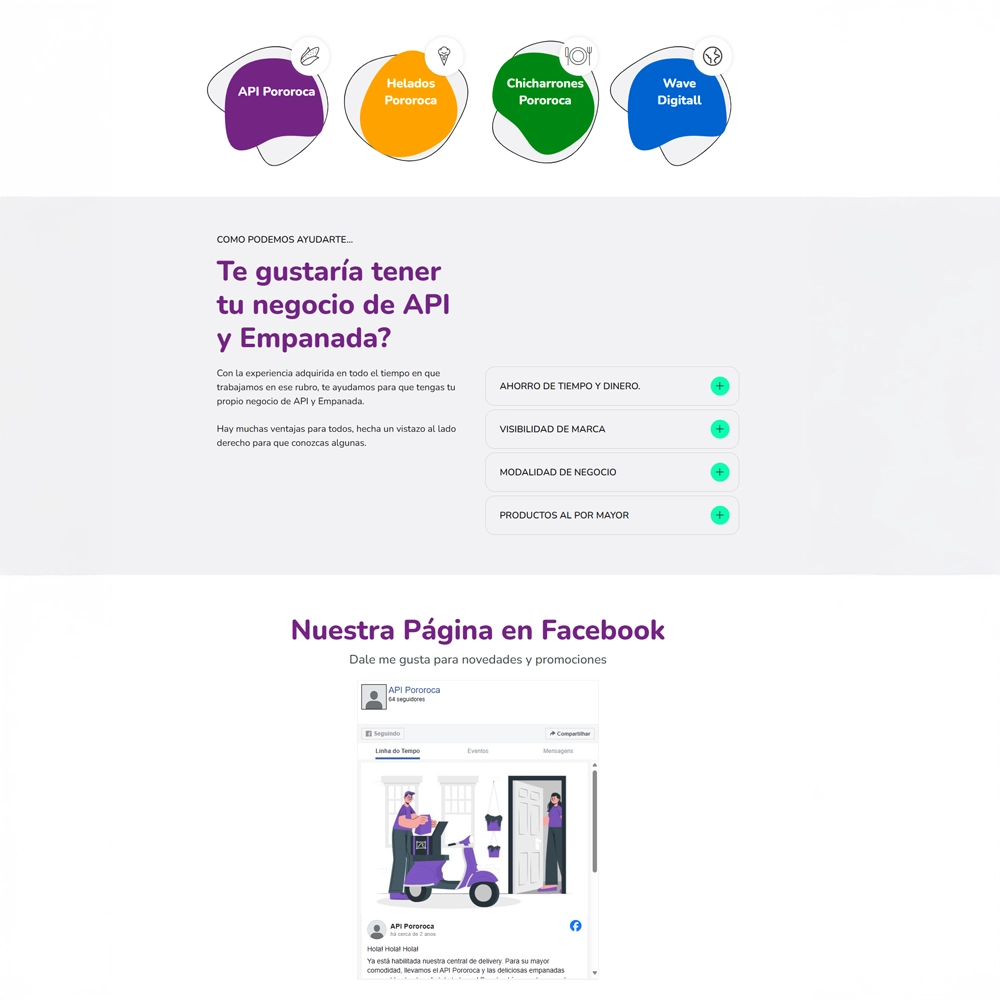 API Pororoca
Helados
Pororoca
Chicharrones
Pororoca
Wave
Digitall
COMO PODEMOS AYUDARTE...
Te gustaría tener
tu negocio de API
y Empanada?
Con la experiencia adquirida en todo el tiempo en que
trabajamos en ese rubro, te ayudamos para que tengas tu
propio negocio de API y Empanada.
Hay muchas ventajas para todos, hecha un vistazo al lado
derecho para que conozcas algunas.
AHORRO DE TIEMPO Y DINERO.
VISIBILIDAD DE MARCA
MODALIDAD DE NEGOCIO
PRODUCTOS AL POR MAYOR
Nuestra Página en Facebook
Dale me gusta para novedades y promociones
API Pororoca
64 seguidores
Seguindo
Compartilhar
Linha do Tempo
Eventos
Mensagens
API Pororoca
há cerca de 2 anos
Hola! Hola! Hola!
Ya está habilitada nuestra central de delivery. Para su mayor
comodidad, llevamos el API Pororoca y las deliciosas empanadas